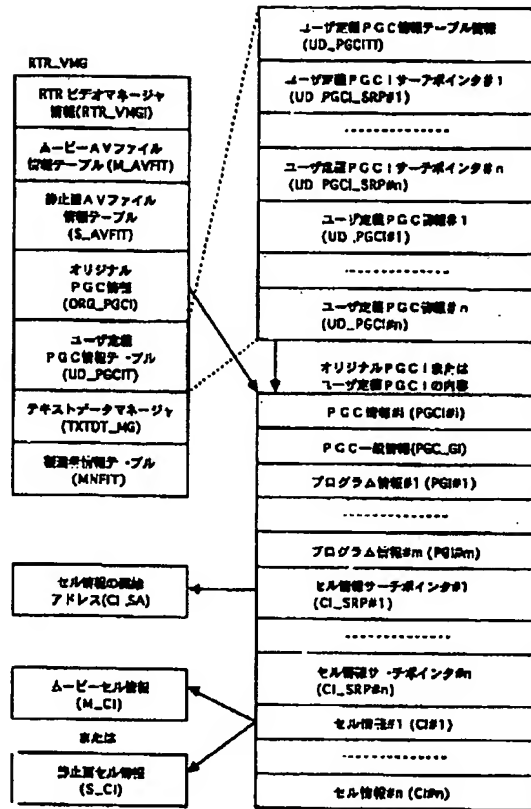 RTR_VMG
RTRビデオマネージャ
情報(RTR_VMGI)
ムービーAVファイル
情報テーブル(M_AVFIT)
静止画AVファイル
情報テーブル
(S_AVFIT)
オリジナル
PGC情報
(ORG_PGCI)
ユーザ定義
PGC情報テーブル
(UD_PGCIT)
テキストデータマネージャ
(TXTDT_MG)
製造者情報テーブル
(MNFIT)
ユーザ定義PGC情報テーブル情報
(UD_PGCITI)
ユーザ定義PGCIサーチポインタ#1
(UD_PGCI_SRP#1)
ユーザ定義PGCIサーチポインタ#n
(UD_PGCI_SRP#n)
ユーザ定義PGC情報#1
(UD_PGCI#1)
ユーザ定義PGC情報#n
(UD_PGCI#n)
オリジナルPGCIまたは
ユーザ定義PGCIの内容
PGC情報#i (PGCI#i)
PGC一般情報(PGC_GI)
プログラム情報#1 (PGI#1)
プログラム情報#m (PGI#m)
セル情報サーチポインタ#1
(CI_SRP#1)
セル情報サーチポインタ#n
(CI_SRP#n)
セル情報#1 (CI#1)
セル情報#n (CI#n)
セル情報の開始
アドレス(CI_SA)
ムービーセル情報
(M_CI)
または
静止画セル情報
(S_CI)